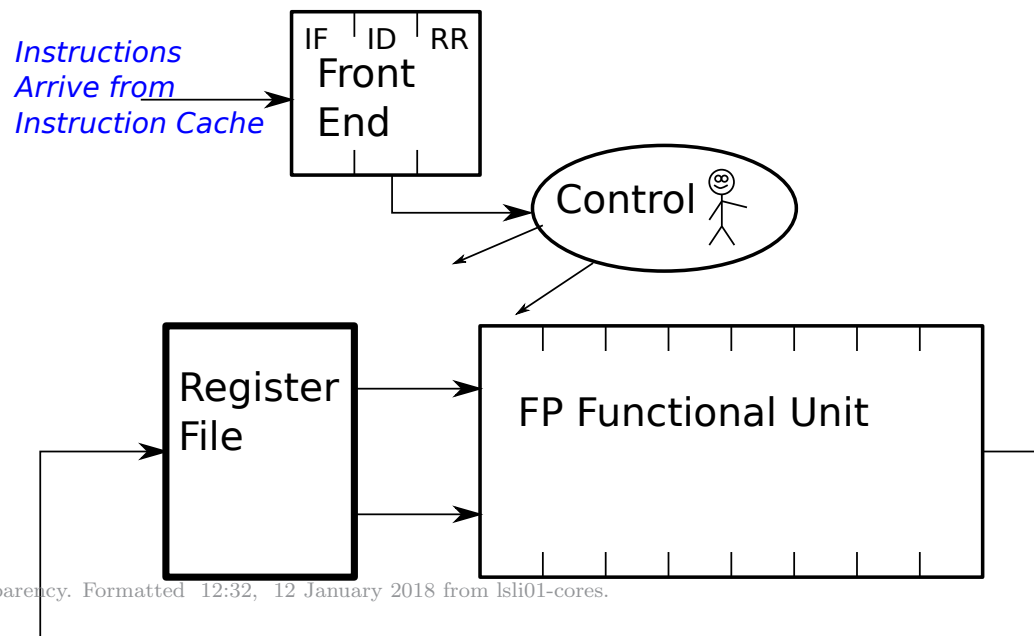 IF ID RR
Instructions
Arrive from
Instruction Cache
Front
End
Control
Register
File
FP Functional Unit
Formatted 12:32, 12 January 2018 from lsli01-cores.